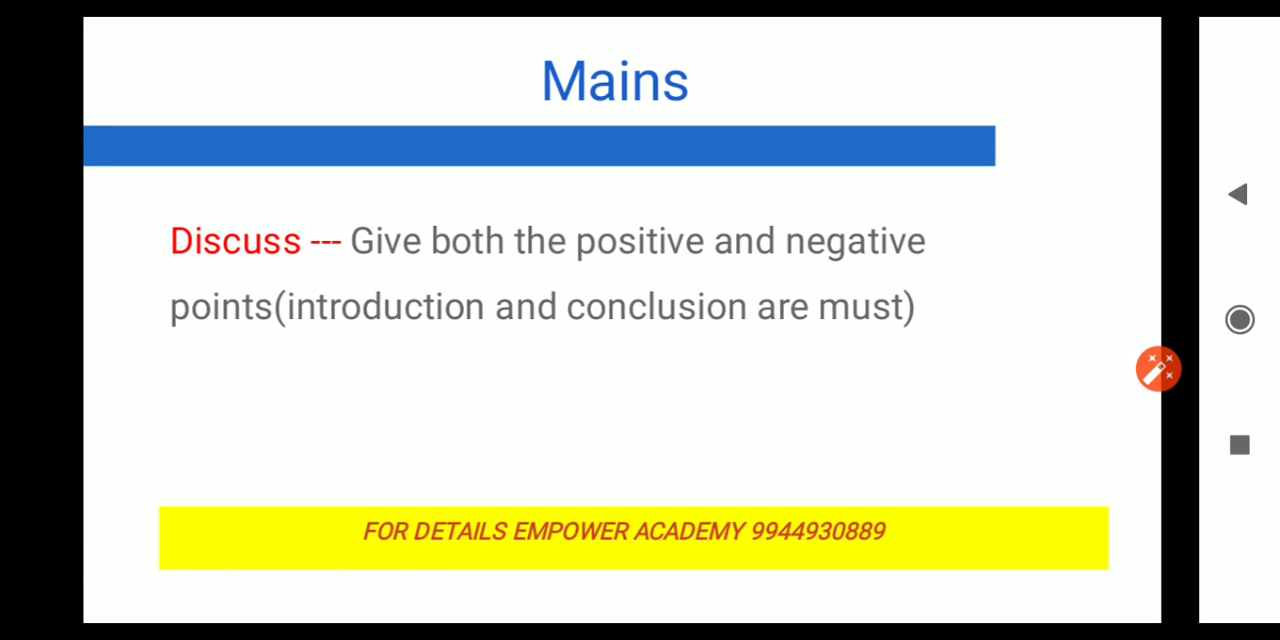 Mains
Discuss --- Give both the positive and negative
points(introduction and conclusion are must)
FOR DETAILS EMPOWER ACADEMY 9944930889